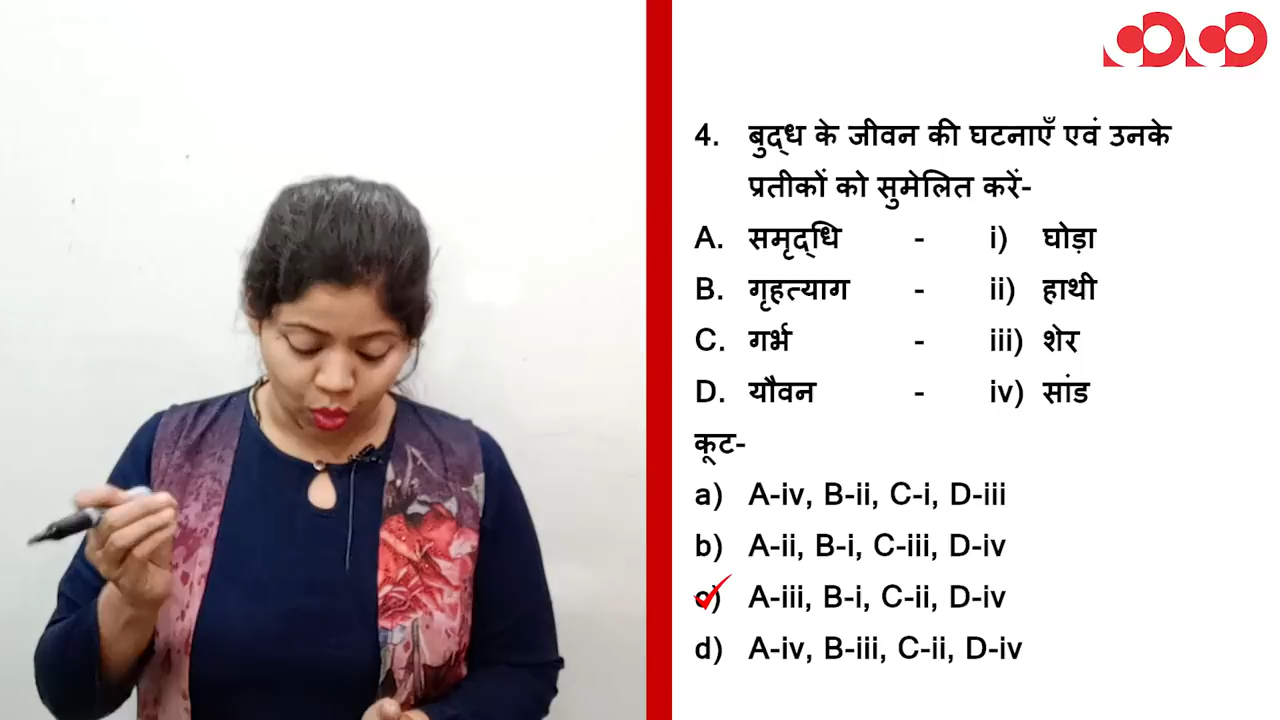 4. बुद्ध के जीवन की घटनाएँ एवं उनके
प्रतीकों को सुमेलित करें-
A. समृद्धि - i) घोड़ा
B. गृहत्याग - ii) हाथी
C. गर्भ - iii) शेर
D. यौवन - iv) सांड
कूट-
a) A-iv, B-ii, C-i, D-iii
b) A-ii, B-i, C-iii, D-iv
c) A-iii, B-i, C-ii, D-iv
d) A-iv, B-iii, C-ii, D-iv